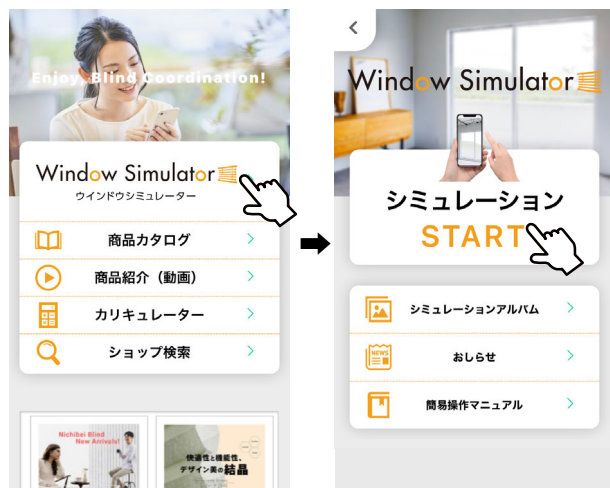 Enjoy, Blind Coordination!
Window Simulator
ウインドウシミュレーター
商品カタログ
商品紹介（動画）
カリキュレーター
ショップ検索
Nichibei Blind
New Arrivals!
快適性と機能性、
デザイン美の結晶
Window Simulator
シミュレーション
START
シミュレーションアルバム
NEWS
おしらせ
簡易操作マニュアル